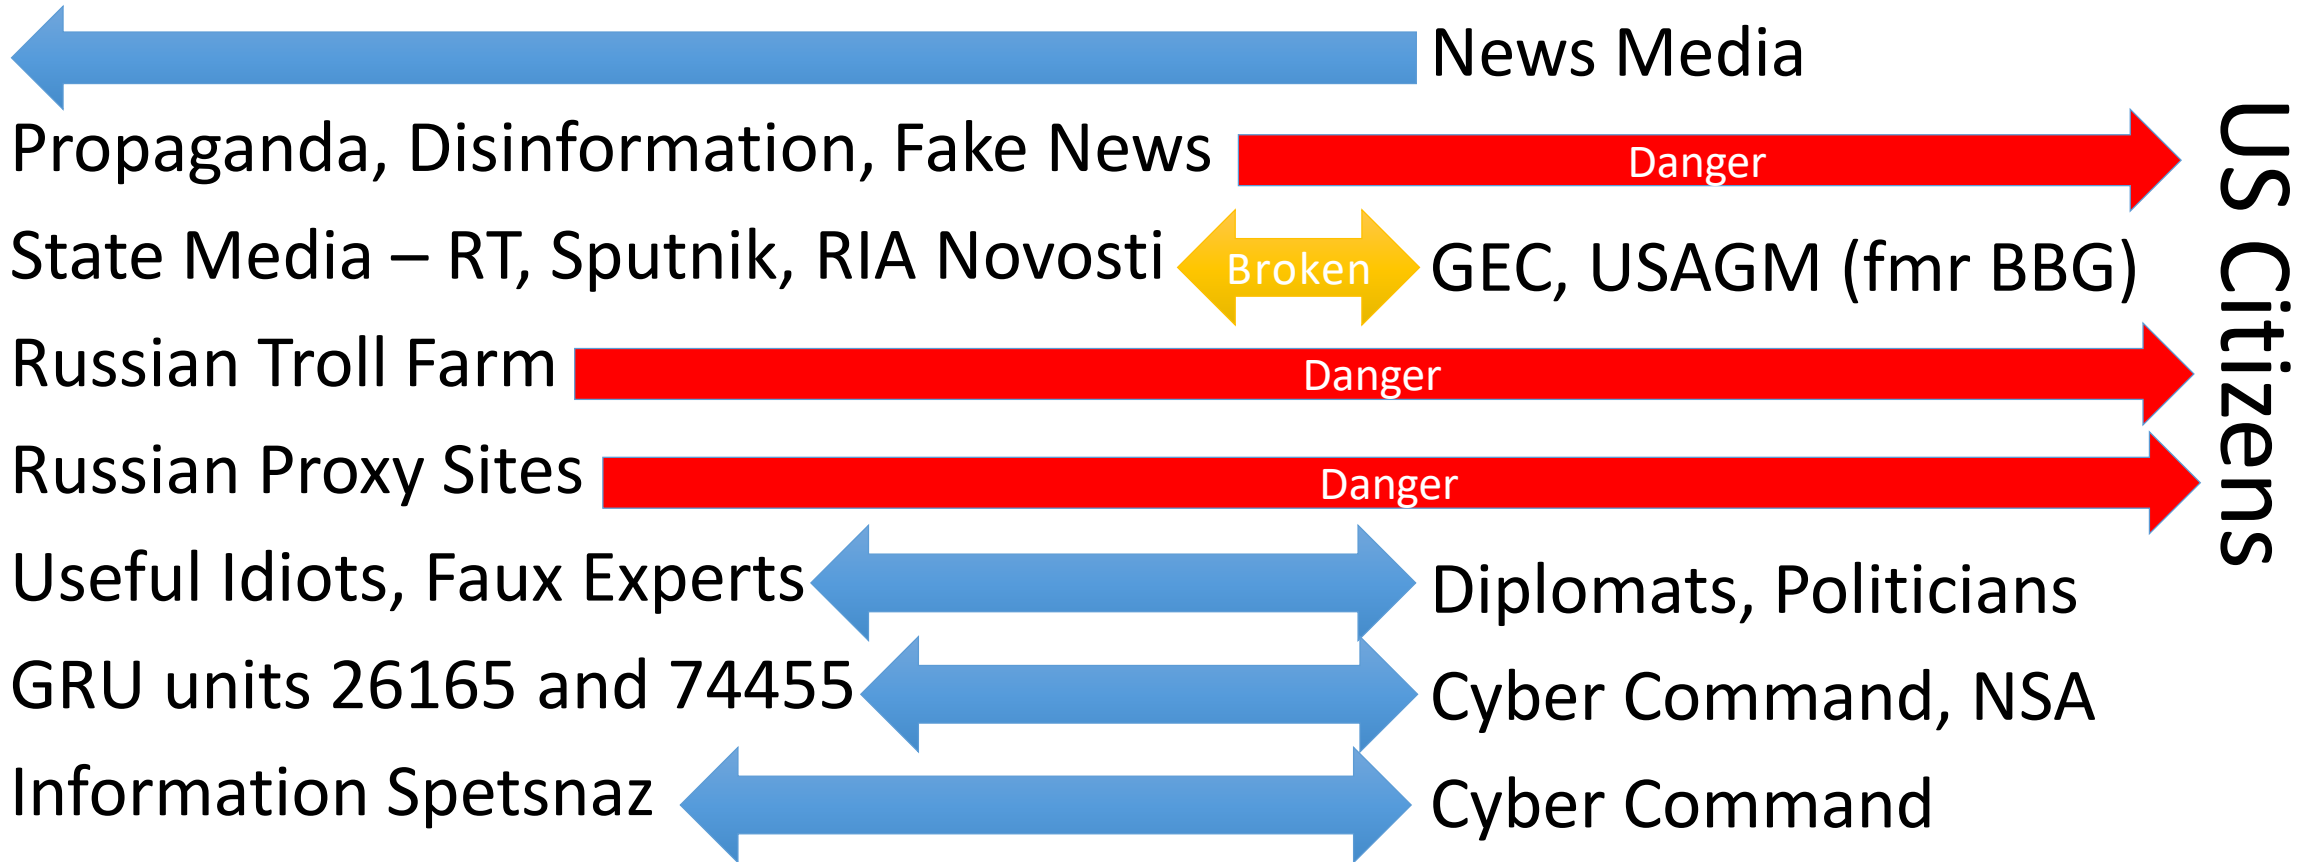 News Media
Propaganda, Disinformation, Fake News Danger
State Media – RT, Sputnik, RIA Novosti Broken GEC, USAGM (fmr BBG)
Russian Troll Farm Danger
Russian Proxy Sites Danger
Useful Idiots, Faux Experts Diplomats, Politicians
GRU units 26165 and 74455 Cyber Command, NSA
Information Spetsnaz Cyber Command
US Citizens